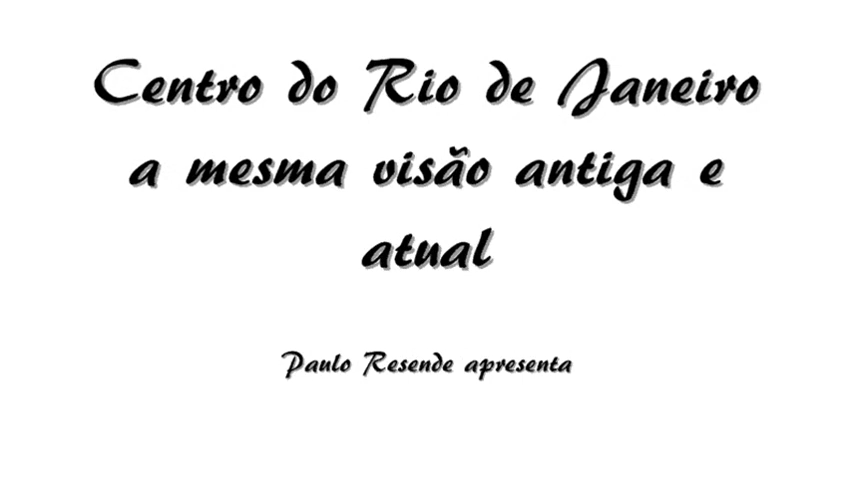 Centro do Rio de Janeiro
a mesma visão antiga e
atual
Paulo Resende apresenta